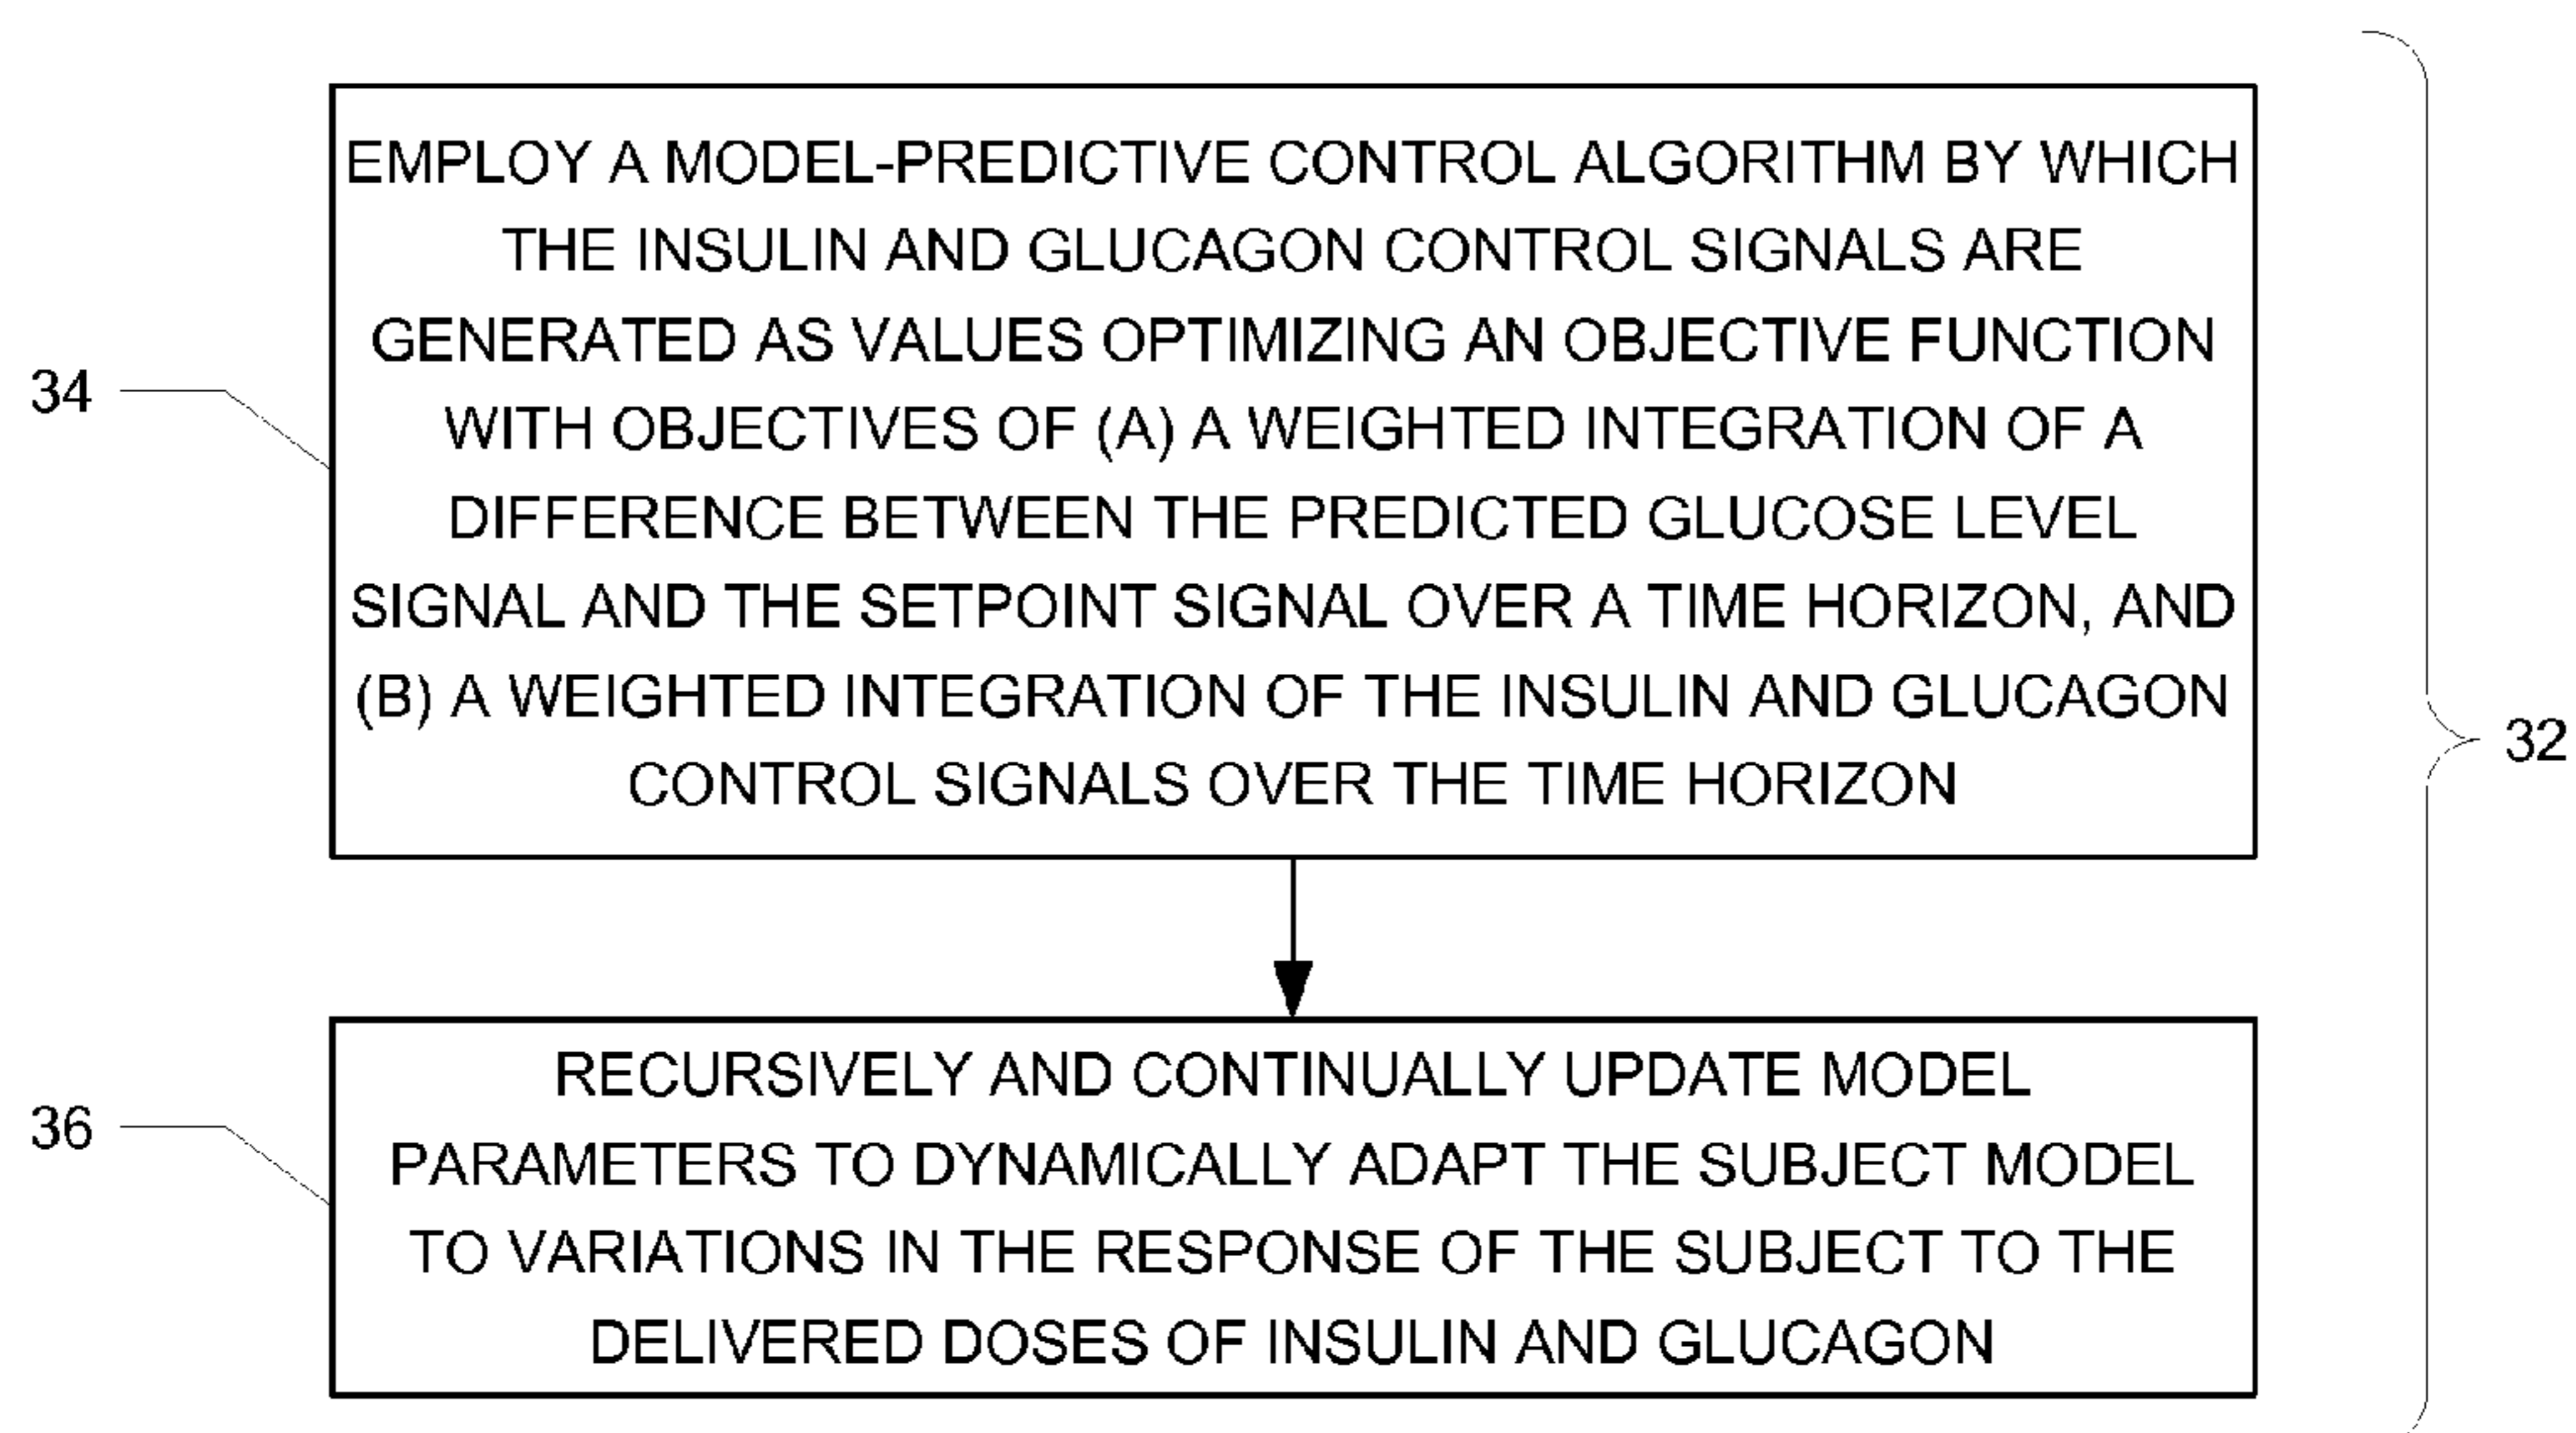 EMPLOY A MODEL-PREDICTIVE CONTROL ALGORITHM BY WHICH
THE INSULIN AND GLUCAGON CONTROL SIGNALS ARE
GENERATED AS VALUES OPTIMIZING AN OBJECTIVE FUNCTION
WITH OBJECTIVES OF (A) A WEIGHTED INTEGRATION OF A
DIFFERENCE BETWEEN THE PREDICTED GLUCOSE LEVEL
SIGNAL AND THE SETPOINT SIGNAL OVER A TIME HORIZON, AND
(B) A WEIGHTED INTEGRATION OF THE INSULIN AND GLUCAGON
CONTROL SIGNALS OVER THE TIME HORIZON
34
32
RECURSIVELY AND CONTINUALLY UPDATE MODEL
PARAMETERS TO DYNAMICALLY ADAPT THE SUBJECT MODEL
TO VARIATIONS IN THE RESPONSE OF THE SUBJECT TO THE
DELIVERED DOSES OF INSULIN AND GLUCAGON
36